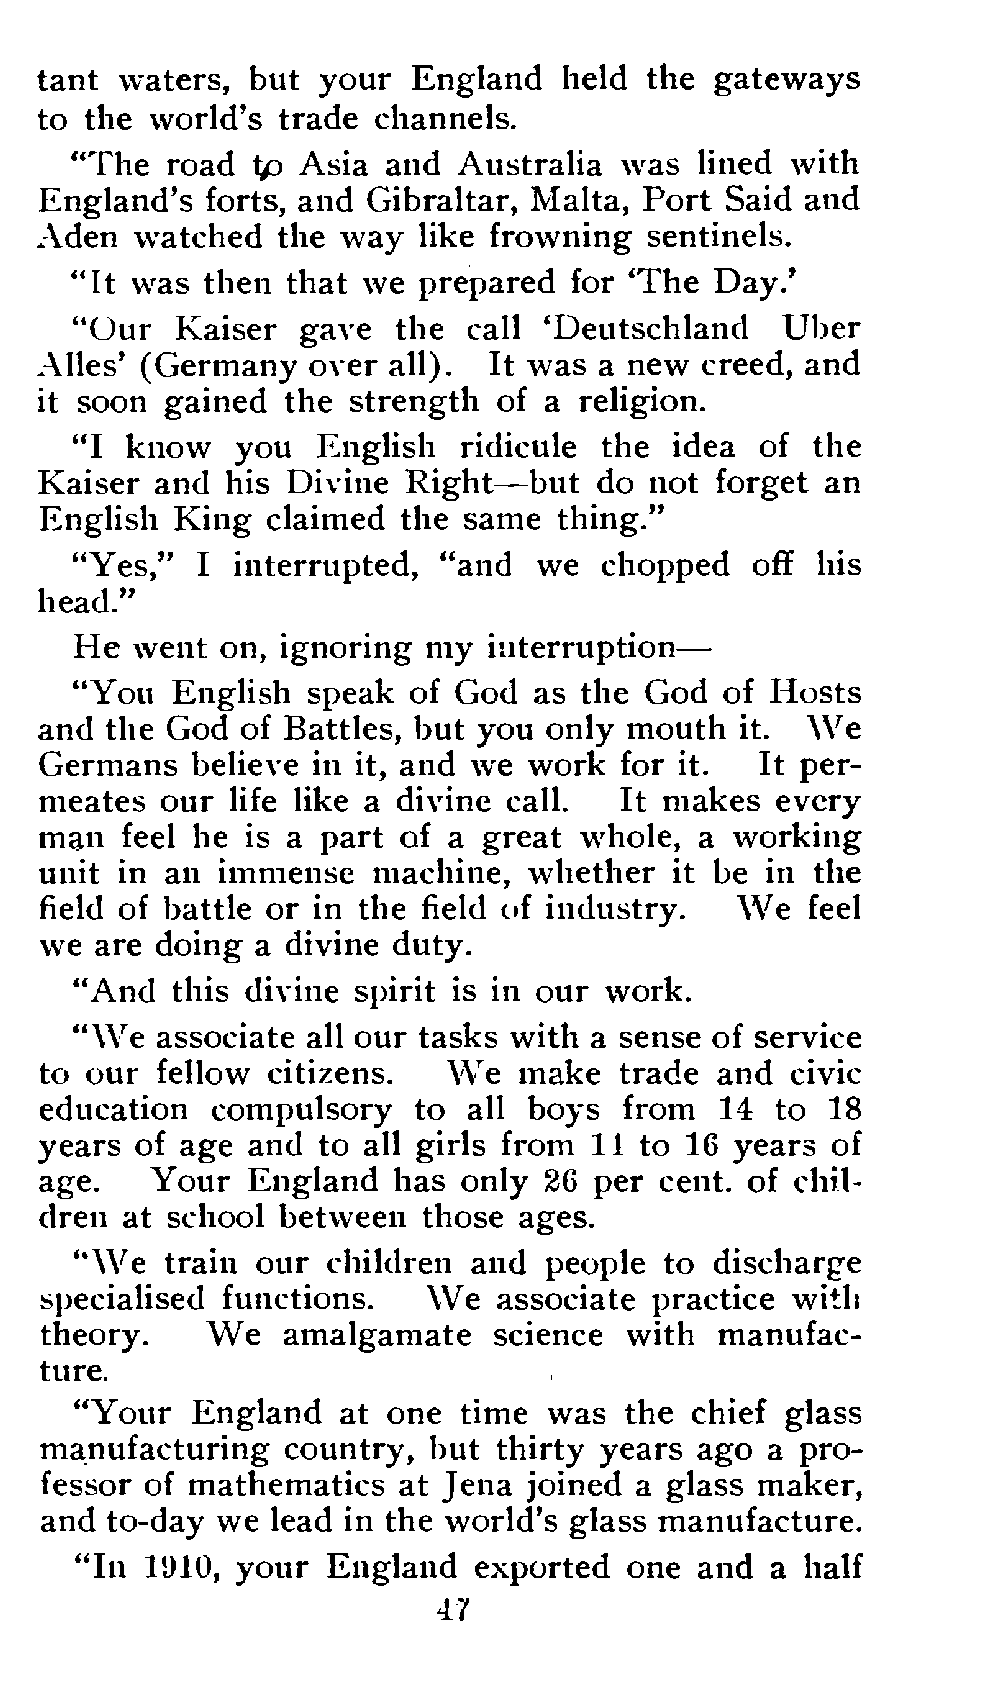 tant waters, but your England held the gateways
to the world's trade channels.
"The road to Asia and Australia was lined with
England's forts, and Gibraltar, Malta, Port Said and
Aden watched the way like frowning sentinels.
"It was then that we prepared for 'The Day.'
"Our Kaiser gave the call 'Deutschland Uber
Alles' (Germany over all). It was a new creed, and
it soon gained the strength of a religion.
"I know you English ridicule the idea of the
Kaiser and his Divine Right—but do not forget an
English King claimed the same thing."
"Yes," I interrupted, "and we chopped off his
head."
He went on, ignoring my interruption—
"You English speak of God as the God of Hosts
and the God of Battles, but you only mouth it. We
Germans believe in it, and we work for it. It per-
meates our life like a divine call. It makes every
man feel he is a part of a great whole, a working
unit in an immense machine, whether it be in the
field of battle or in the field of industry. We feel
we are doing a divine duty.
"And this divine spirit is in our work.
"We associate all our tasks with a sense of service
to our fellow citizens. We make trade and civic
education compulsory to all boys from 14 to 18
years of age and to all girls from 11 to 16 years of
age. Your England has only 26 per cent. of chil-
dren at school between those ages.
"We train our children and people to discharge
specialised functions. We associate practice with
theory. We amalgamate science with manufac-
ture.
"Your England at one time was the chief glass
manufacturing country, but thirty years ago a pro-
fessor of mathematics at Jena joined a glass maker,
and to-day we lead in the world's glass manufacture.
"In 1910, your England exported one and a half
47